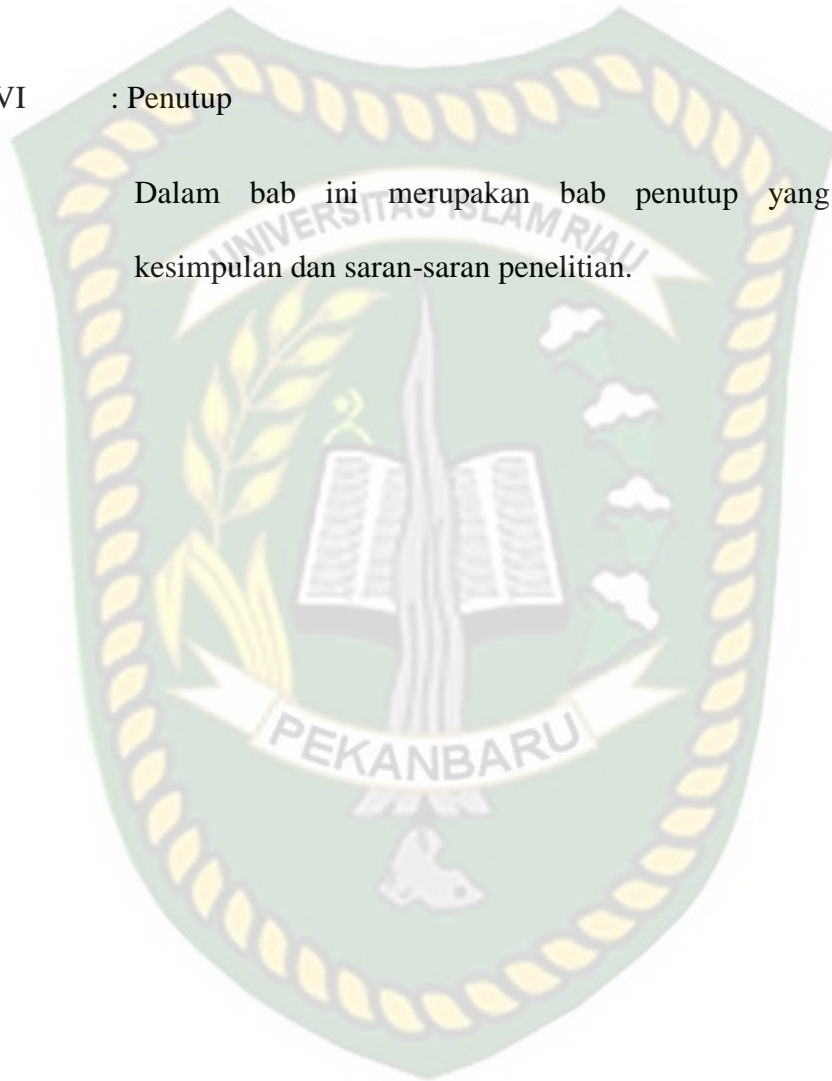 VI : Penutup
Dalam bab ini merupakan bab penutup yang
kesimpulan dan saran-saran penelitian.
UNIVERSITAS ISLAM RIAU
PEKANBARU